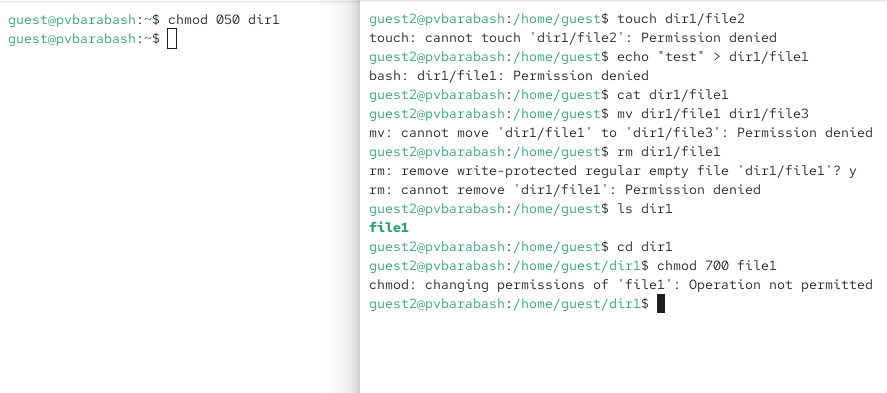 guest@pvbarabash:~$ chmod 050 dir1
guest@pvbarabash:~$
guest2@pvbarabash:/home/guest$ touch dir1/file2
touch: cannot touch 'dir1/file2': Permission denied
guest2@pvbarabash:/home/guest$ echo "test" > dir1/file1
bash: dir1/file1: Permission denied
guest2@pvbarabash:/home/guest$ cat dir1/file1
guest2@pvbarabash:/home/guest$ mv dir1/file1 dir1/file3
mv: cannot move 'dir1/file1' to 'dir1/file3': Permission denied
guest2@pvbarabash:/home/guest$ rm dir1/file1
rm: remove write-protected regular empty file 'dir1/file1'? y
rm: cannot remove 'dir1/file1': Permission denied
guest2@pvbarabash:/home/guest$ ls dir1
file1
guest2@pvbarabash:/home/guest$ cd dir1
guest2@pvbarabash:/home/guest/dir1$ chmod 700 file1
chmod: changing permissions of 'file1': Operation not permitted
guest2@pvbarabash:/home/guest/dir1$